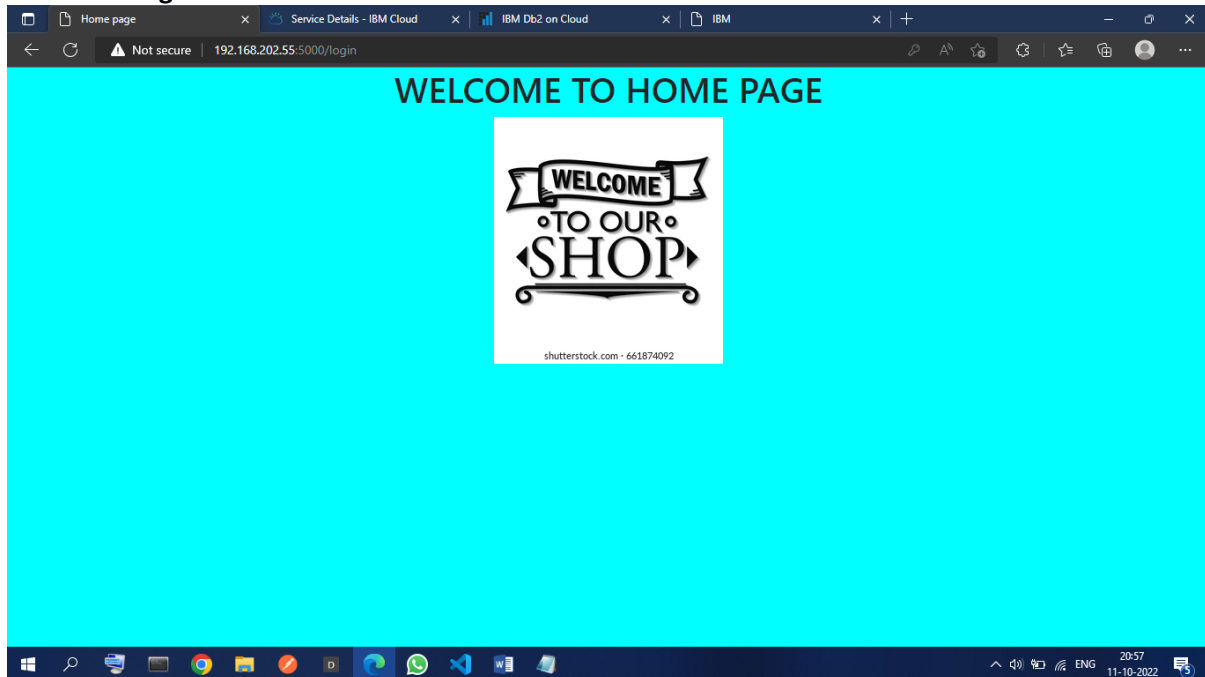 Home page
Service Details - IBM Cloud
IBM Db2 on Cloud
IBM
Not secure
192.168.202.55:5000/login
WELCOME TO HOME PAGE
WELCOME
TO OUR
SHOP
shutterstock.com · 661874092
D
ENG
20:57
11-10-2022
5